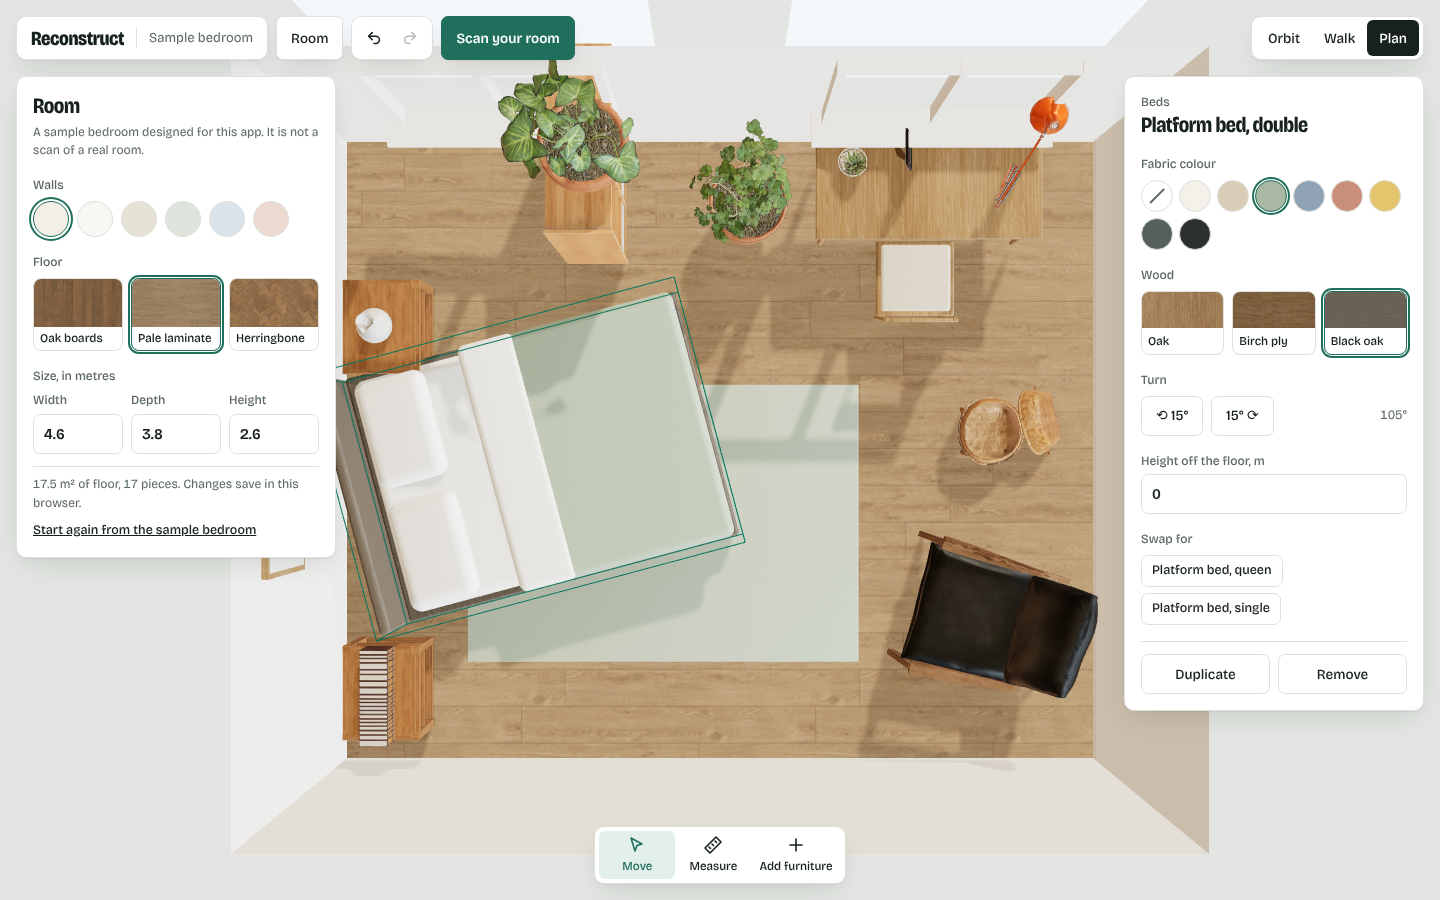 Reconstruct
Sample bedroom
Room
Scan your room
Orbit
Walk
Plan
Room
A sample bedroom designed for this app. It is not a
scan of a real room.
Walls
Floor
Oak boards
Pale laminate
Herringbone
Size, in metres
Width
Depth
Height
4.6
3.8
2.6
17.5 m² of floor, 17 pieces. Changes save in this
browser.
Start again from the sample bedroom
Beds
Platform bed, double
Fabric colour
Wood
Oak
Birch ply
Black oak
Turn
⟲ 15°
15° ⟳
105°
Height off the floor, m
0
Swap for
Platform bed, queen
Platform bed, single
Duplicate
Remove
Move
Measure
Add furniture